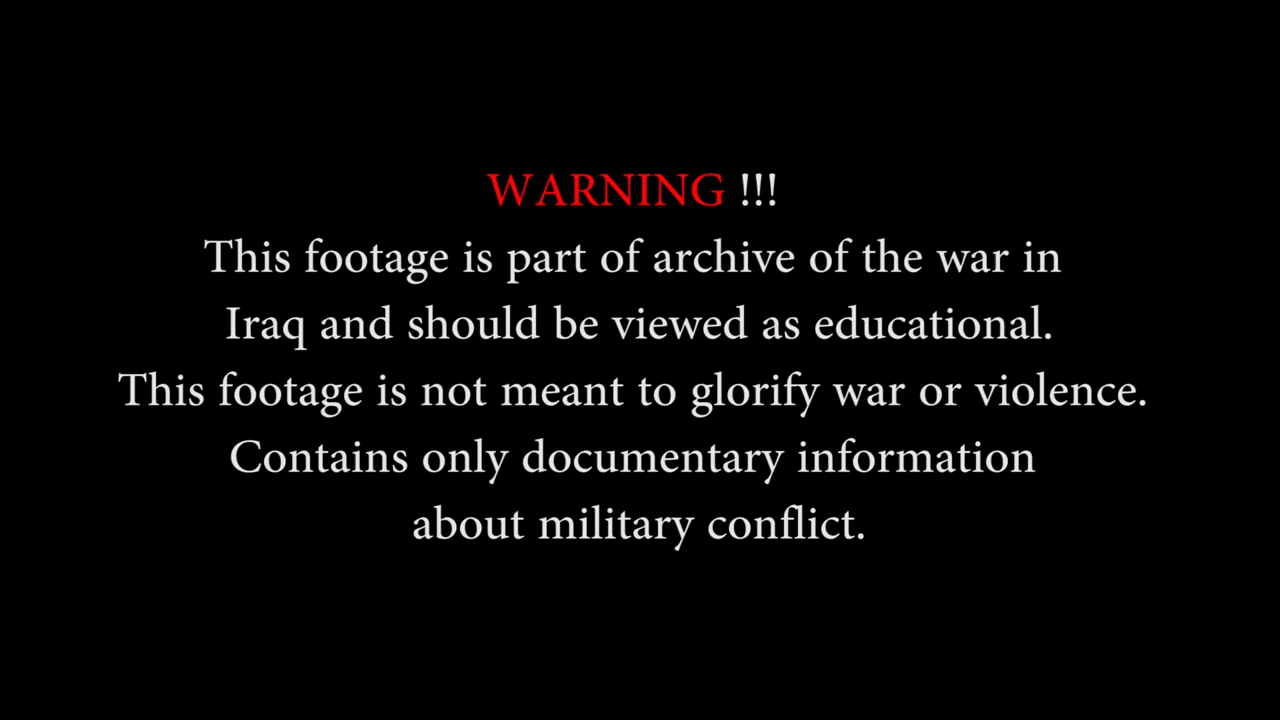 WARNING !!!
This footage is part of archive of the war in
Iraq and should be viewed as educational.
This footage is not meant to glorify war or violence.
Contains only documentary information
about military conflict.